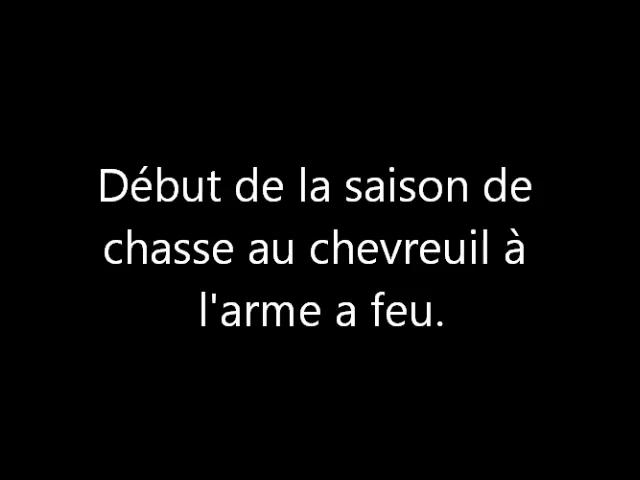 Début de la saison de
chasse au chevreuil à
l'arme a feu.